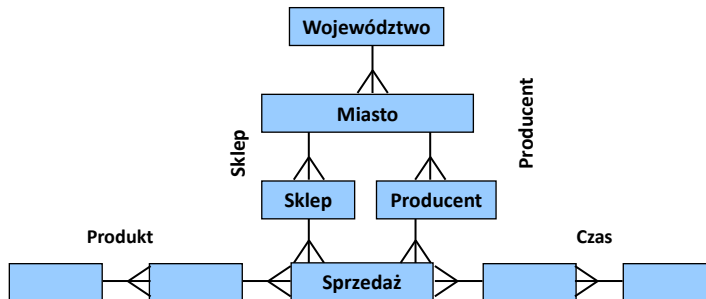 Województwo
Miasto
Sklep
Producent
Sklep
Producent
Produkt
Czas
Sprzedaż